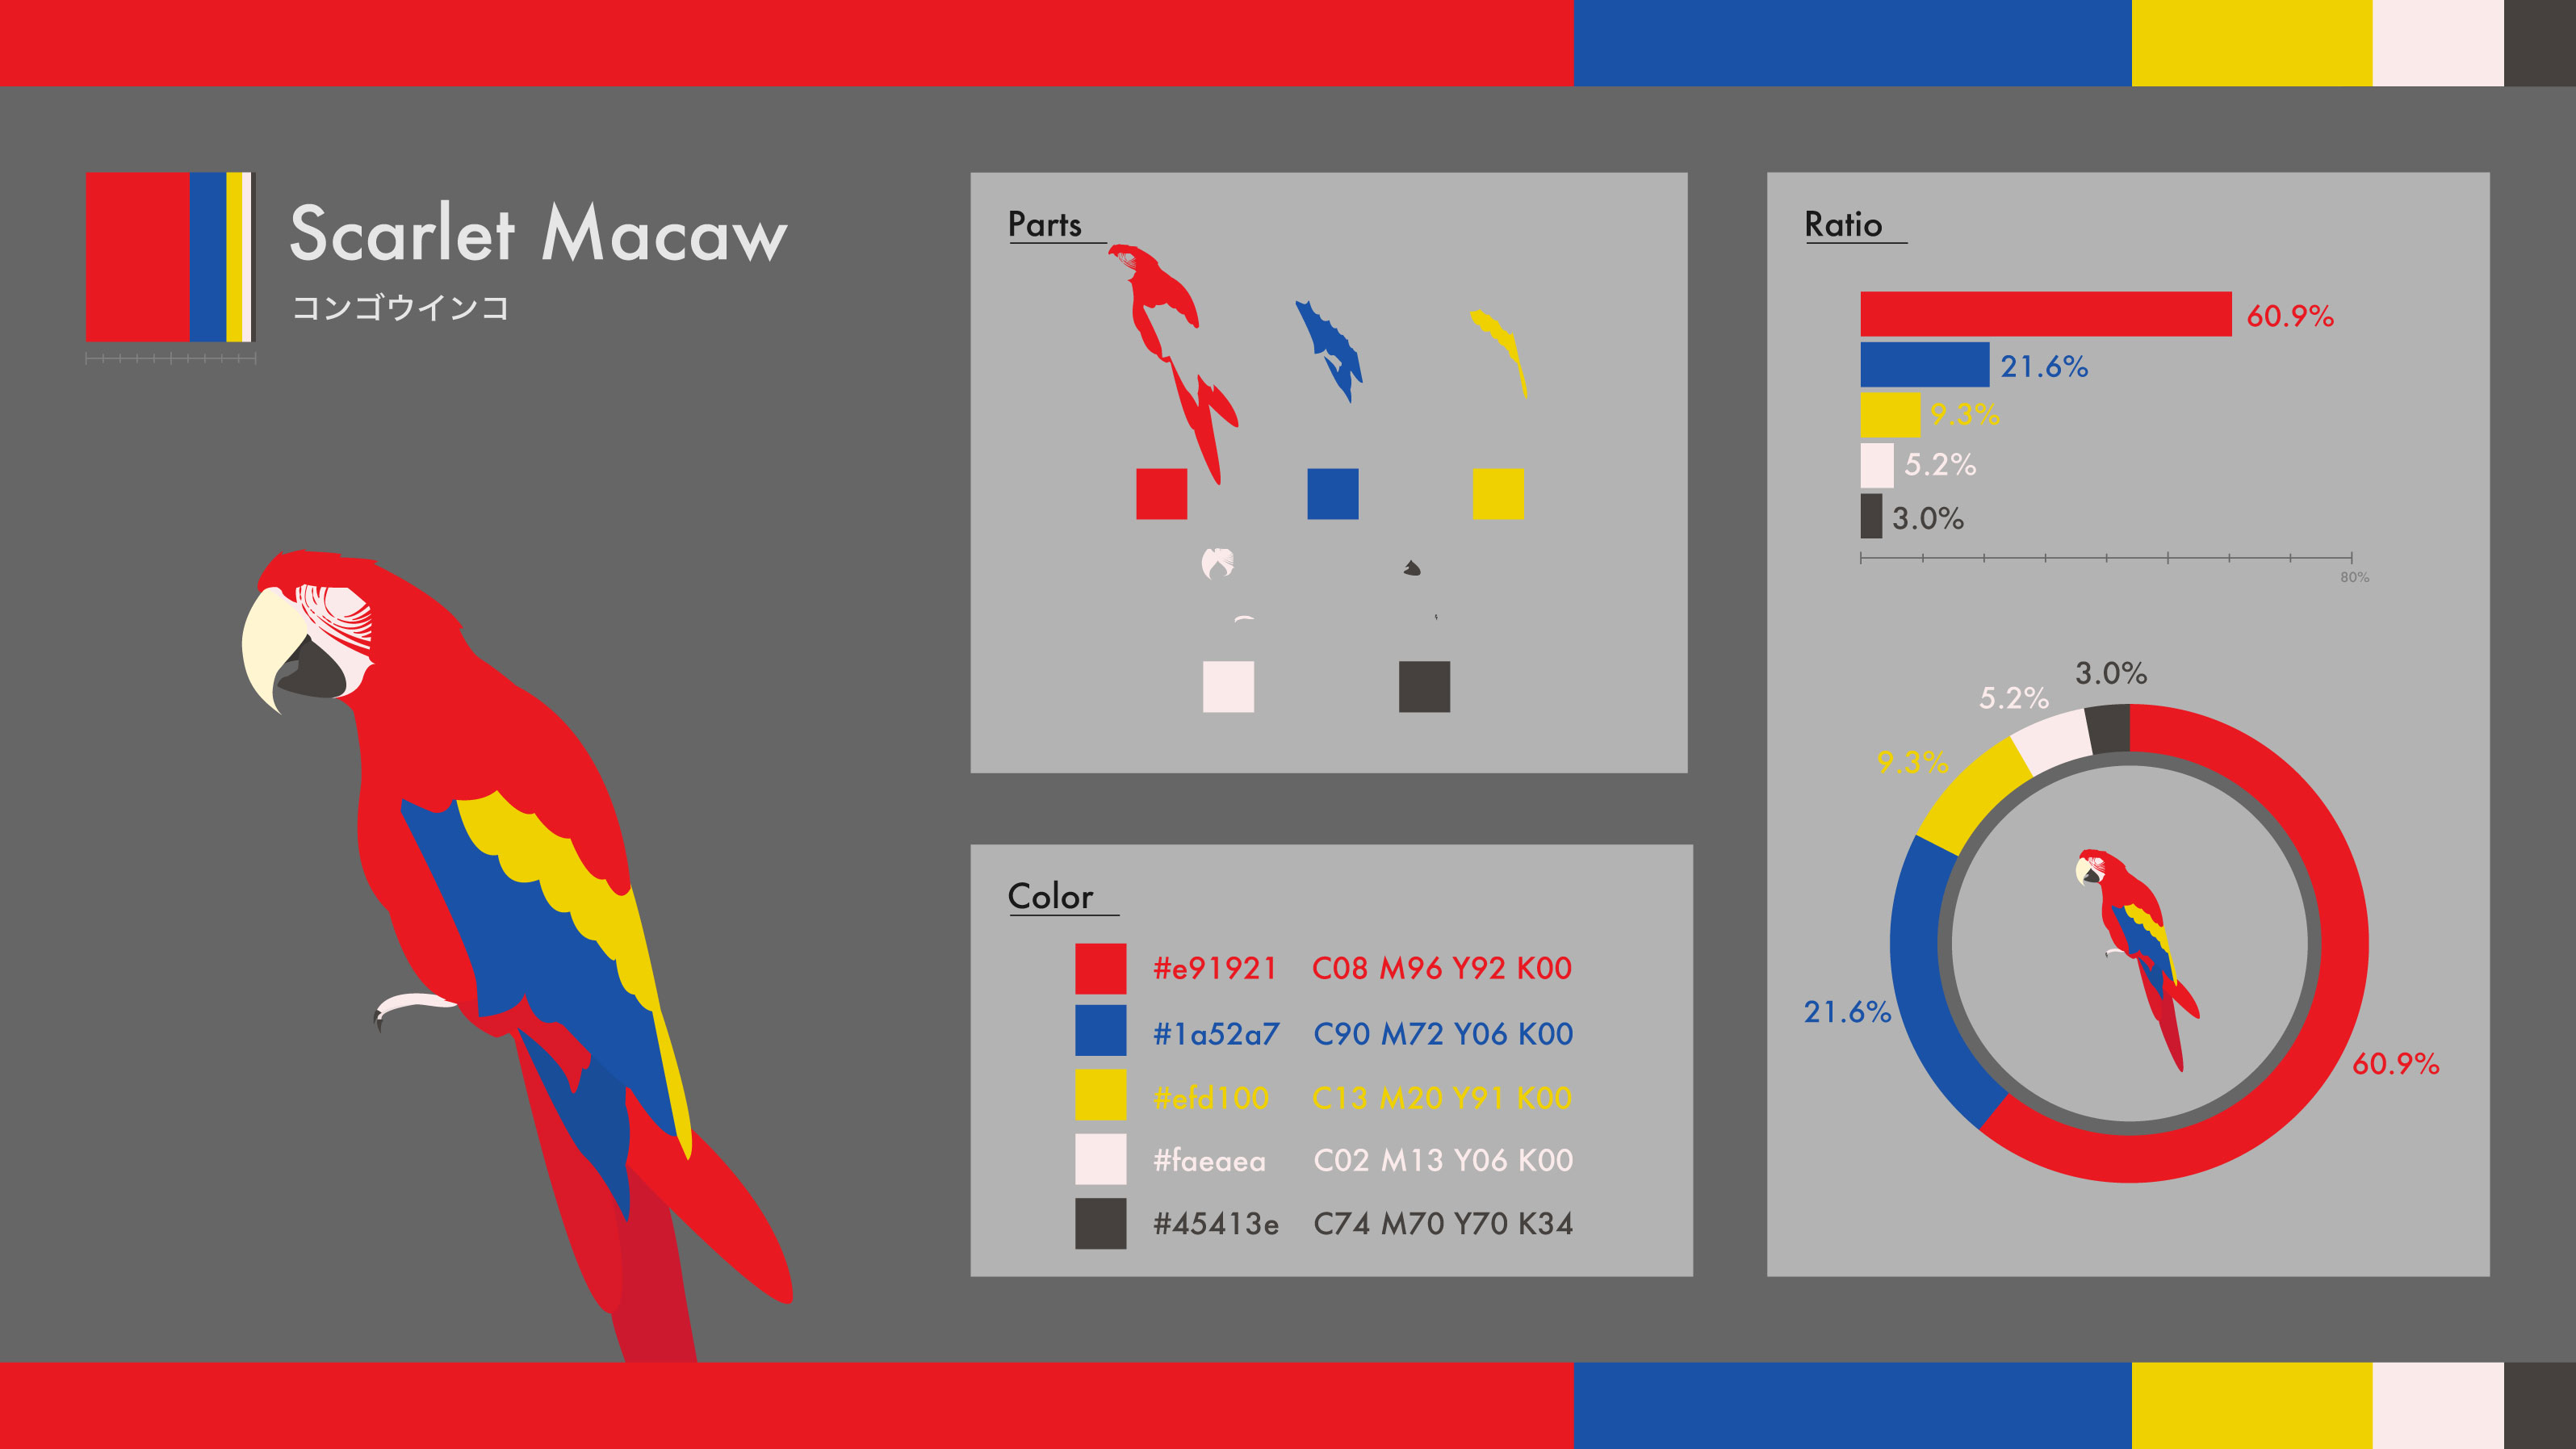 Scarlet Macaw
コンゴウインコ
Parts
Color
#e91921 C08 M96 Y92 K00
#1a52a7 C90 M72 Y06 K00
#efd100 C13 M20 Y91 K00
#faeaea C02 M13 Y06 K00
#45413e C74 M70 Y70 K34
Ratio
60.9%
21.6%
9.3%
5.2%
3.0%
80%
3.0%
5.2%
9.3%
21.6%
60.9%